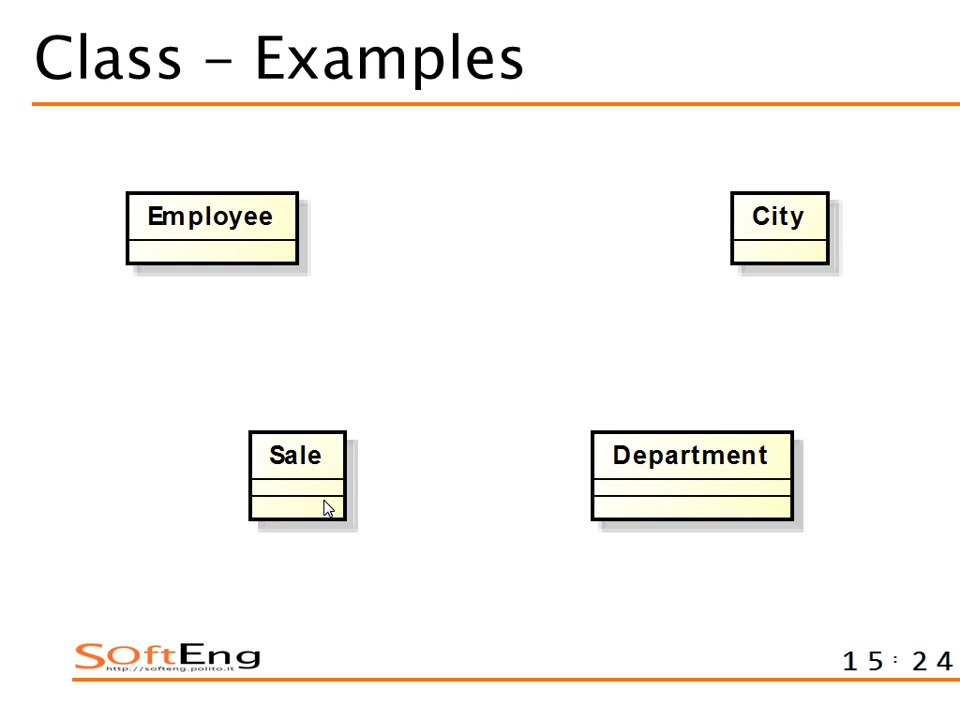 Class - Examples
Employee
City
Sale
Department
SOftEng
http://softeng.polito.it
15:24